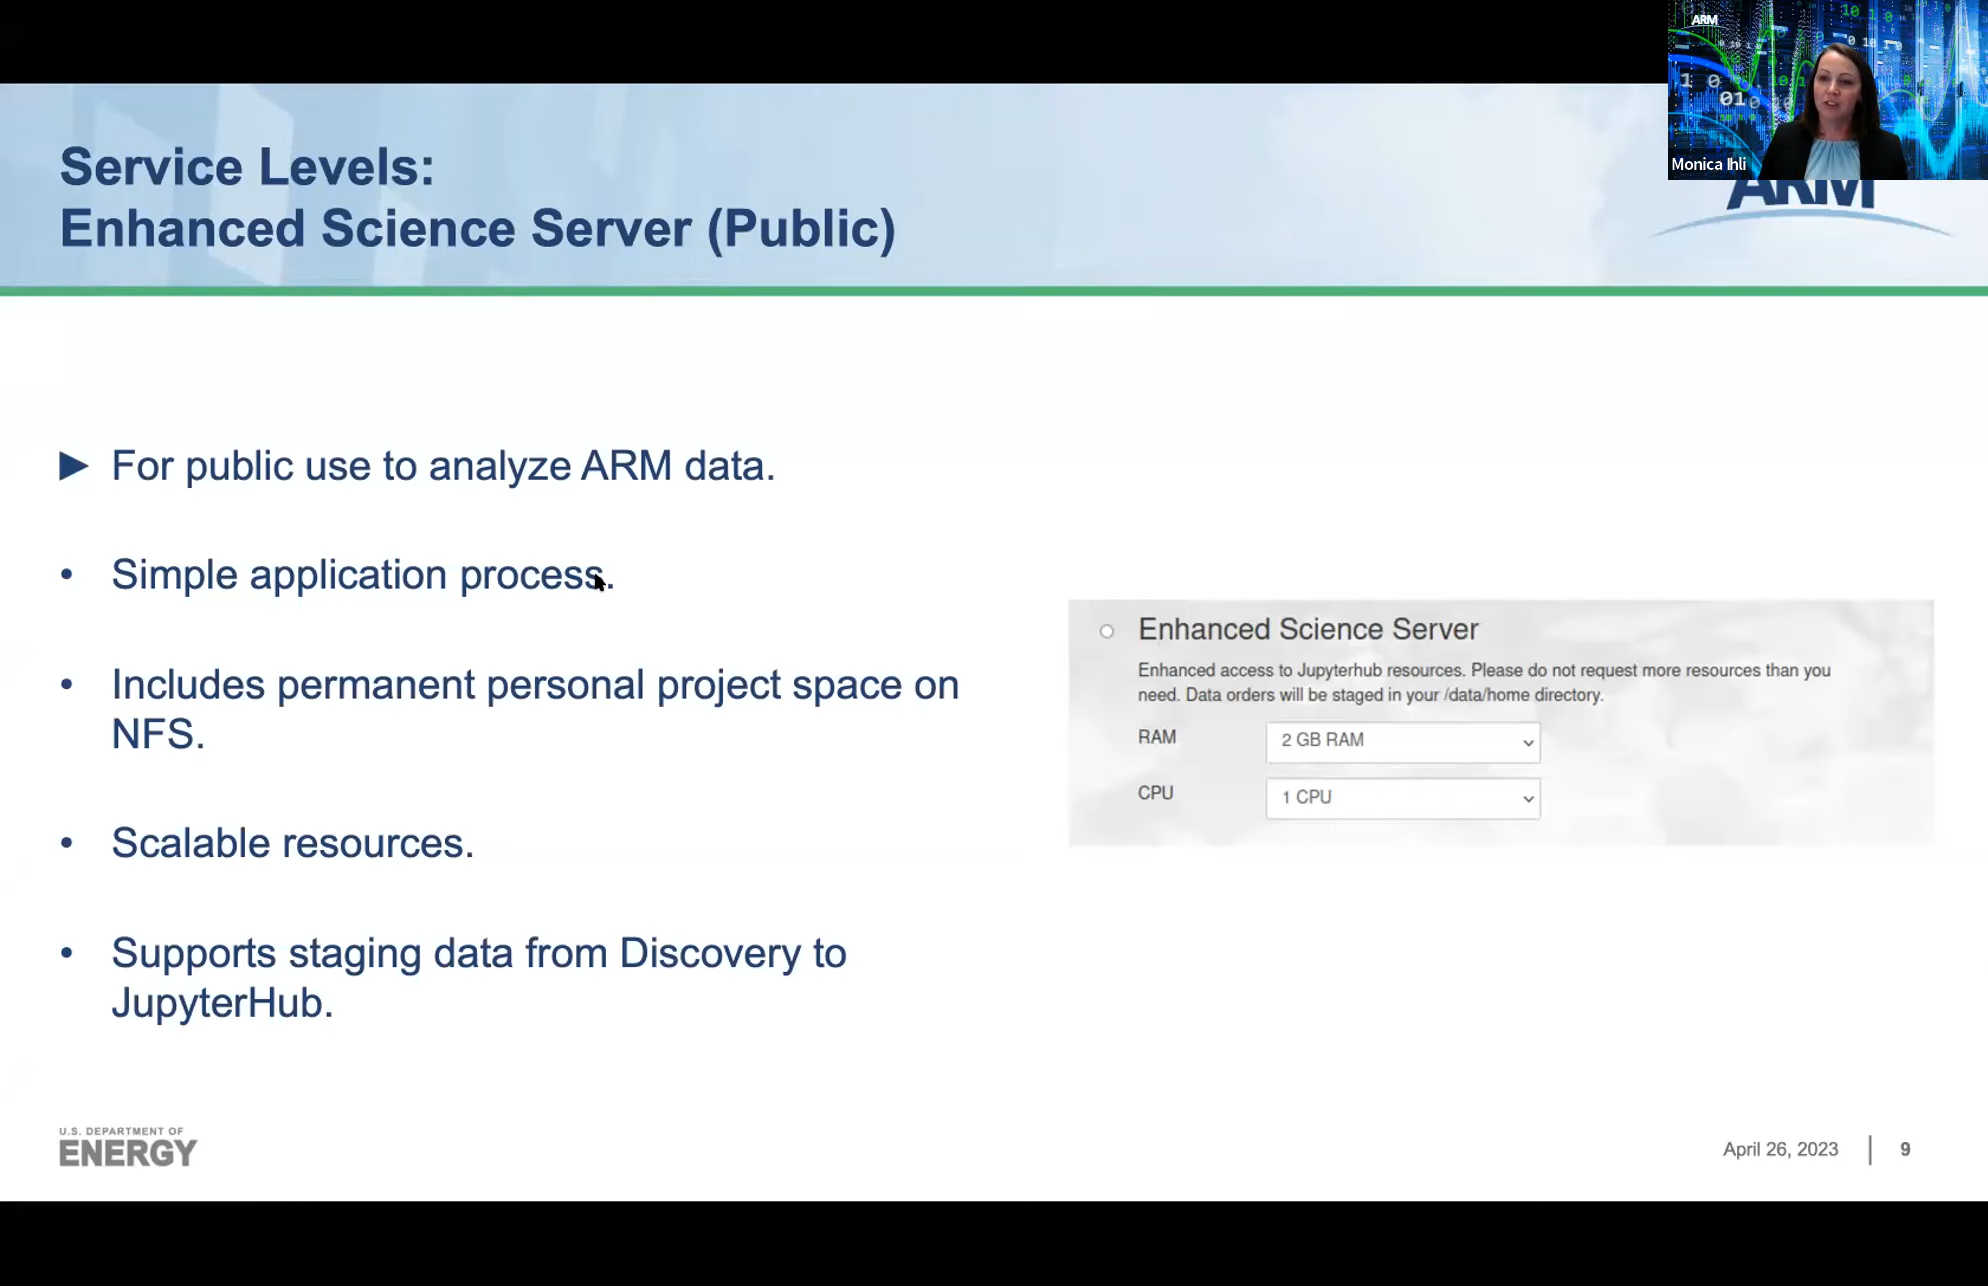 ARM
Monica Ihli
ARM
Service Levels:
Enhanced Science Server (Public)
► For public use to analyze ARM data.
• Simple application process.
• Includes permanent personal project space on
NFS.
• Scalable resources.
• Supports staging data from Discovery to
JupyterHub.
Enhanced Science Server
Enhanced access to Jupyterhub resources. Please do not request more resources than you
need. Data orders will be staged in your /data/home directory.
RAM 2 GB RAM
CPU 1 CPU
U.S. DEPARTMENT OF
ENERGY
April 26, 2023 | 9